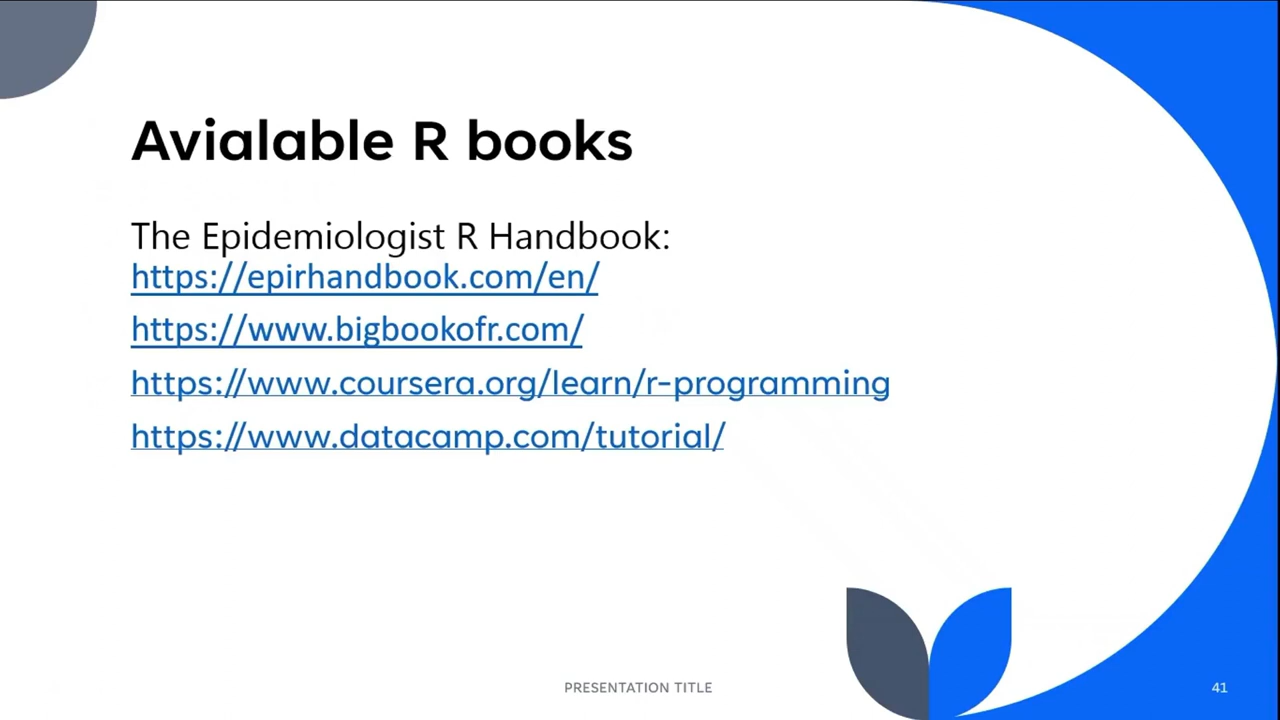 Avialable R books
The Epidemiologist R Handbook:
https://epirhandbook.com/en/
https://www.bigbookofr.com/
https://www.coursera.org/learn/r-programming
https://www.datacamp.com/tutorial/
PRESENTATION TITLE
41